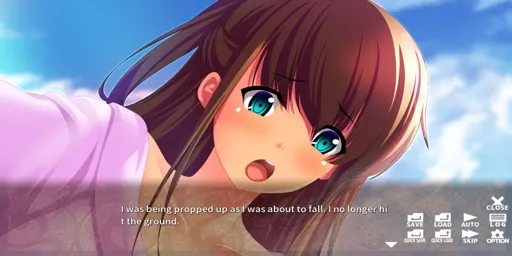 I was being propped up as I was about to fall. I no longer hi
t the ground.
CLOSE
SAVE LOAD AUTO LOG
QUICK SAVE QUICK LOAD SKIP OPTION